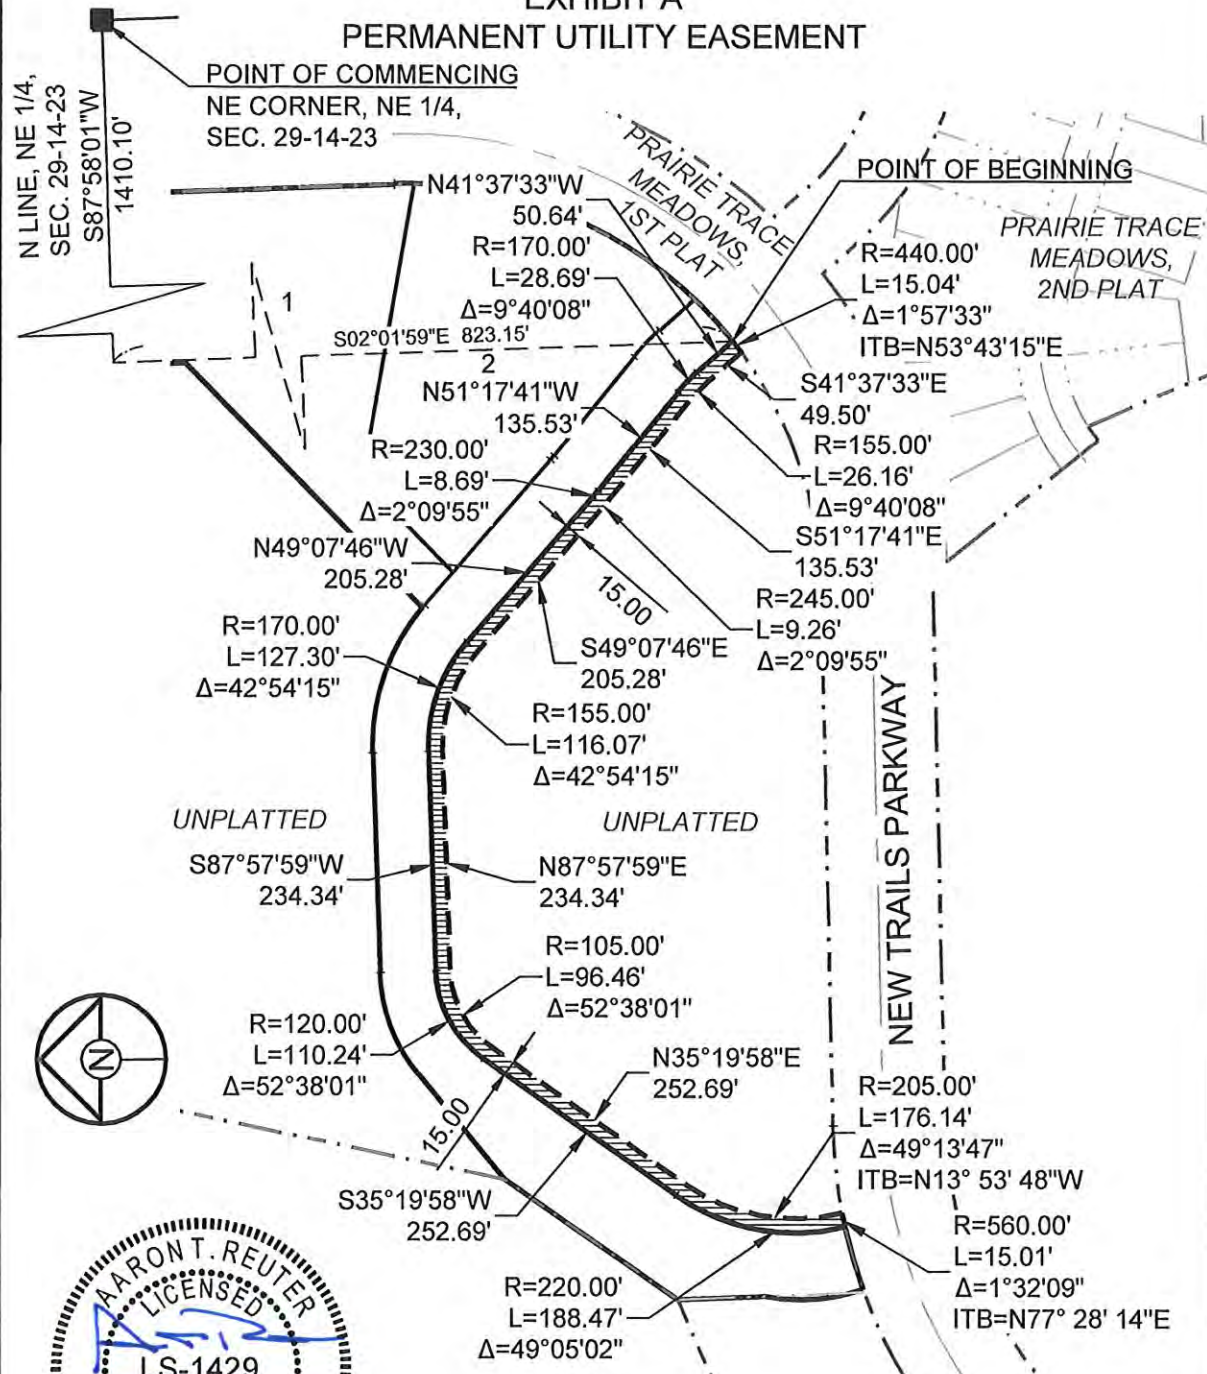 EXHIBIT A
PERMANENT UTILITY EASEMENT
POINT OF COMMENCING
NE CORNER, NE 1/4,
SEC. 29-14-23
N LINE, NE 1/4,
SEC. 29-14-23
S87°58'01"W
1410.10'
PRAIRIE TRACE
MEADOWS,
1ST PLAT
POINT OF BEGINNING
PRAIRIE TRACE
MEADOWS,
2ND PLAT
N41°37'33"W
50.64'
R=170.00'
L=28.69'
Δ=9°40'08"
R=440.00'
L=15.04'
Δ=1°57'33"
ITB=N53°43'15"E
1
S02°01'59"E 823.15'
2
N51°17'41"W
135.53'
S41°37'33"E
49.50'
R=230.00'
L=8.69'
Δ=2°09'55"
R=155.00'
L=26.16'
Δ=9°40'08"
N49°07'46"W
205.28'
S51°17'41"E
135.53'
15.00
R=245.00'
L=9.26'
Δ=2°09'55"
R=170.00'
L=127.30'
Δ=42°54'15"
S49°07'46"E
205.28'
R=155.00'
L=116.07'
Δ=42°54'15"
NEW TRAILS PARKWAY
UNPLATTED
UNPLATTED
S87°57'59"W
234.34'
N87°57'59"E
234.34'
R=105.00'
L=96.46'
Δ=52°38'01"
N
R=120.00'
L=110.24'
Δ=52°38'01"
N35°19'58"E
252.69'
15.00
R=205.00'
L=176.14'
Δ=49°13'47"
ITB=N13° 53' 48"W
S35°19'58"W
252.69'
R=560.00'
L=15.01'
Δ=1°32'09"
ITB=N77° 28' 14"E
R=220.00'
L=188.47'
Δ=49°05'02"
AARON T. REUTER
LICENSED
LS-1429